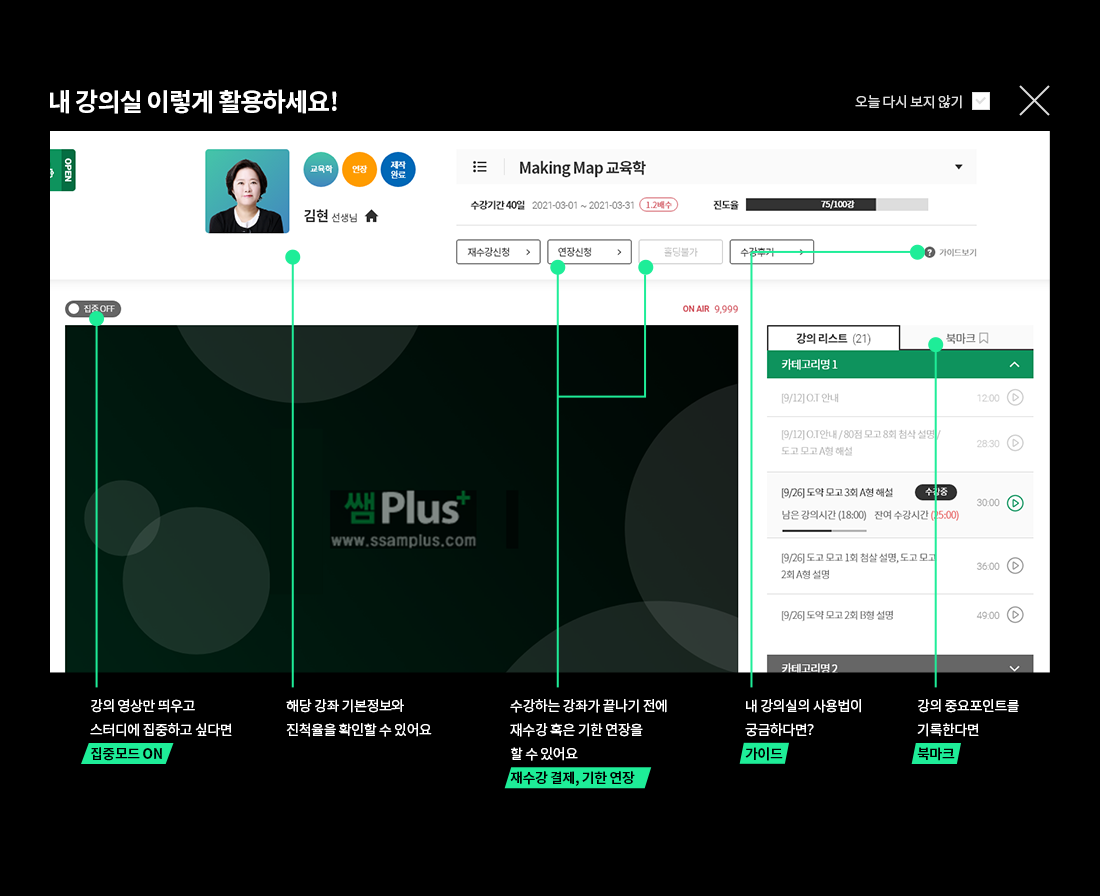 내 강의실 이렇게 활용하세요!
오늘 다시 보지 않기
OPEN
교육학
연장
제작
완료
김현 선생님
Making Map 교육학
수강기간 40일 2021-03-01 ~ 2021-03-31 1.2배수
진도율 75/100강
재수강신청
연장신청
홀딩불가
수강후기
? 가이드보기
집중 OFF
ON AIR 9,999
강의 리스트 (21)
북마크
카테고리명 1
[9/12] O.T 안내 12:00
[9/12] O.T안내 / 80점 모고 8회 첨삭 설명 /
도고 모고 A형 해설 28:30
[9/26] 도약 모고 3회 A형 해설 수강중
남은 강의시간 (18:00) 잔여 수강시간 (25:00) 30:00
[9/26] 도고 모고 1회 첨삭 설명, 도고 모고
2회 A형 설명 36:00
[9/26] 도약 모고 2회 B형 설명 49:00
카테고리명 2
쌤Plus+
www.ssamplus.com
강의 영상만 띄우고
스터디에 집중하고 싶다면
집중모드 ON
해당 강좌 기본정보와
진척율을 확인할 수 있어요
수강하는 강좌가 끝나기 전에
재수강 혹은 기한 연장을
할 수 있어요
재수강 결제, 기한 연장
내 강의실의 사용법이
궁금하다면?
가이드
강의 중요포인트를
기록한다면
북마크